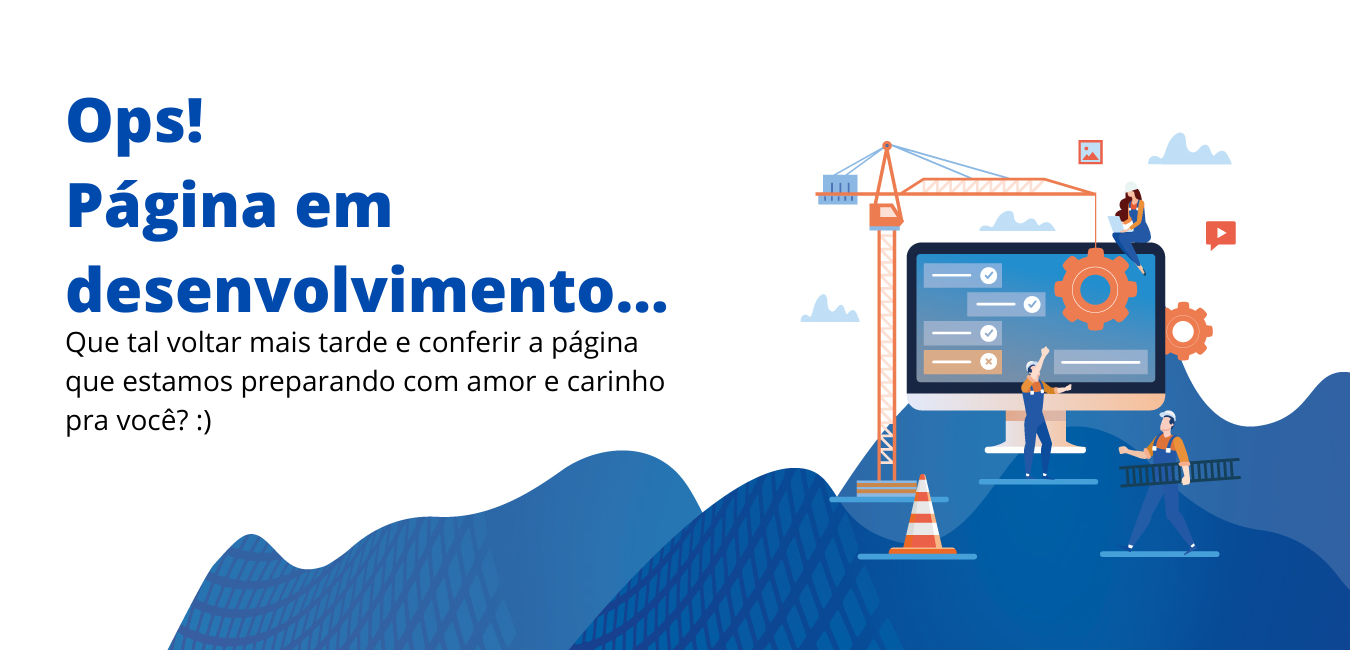 Ops!
Página em
desenvolvimento...
Que tal voltar mais tarde e conferir a página
que estamos preparando com amor e carinho
pra você? :)